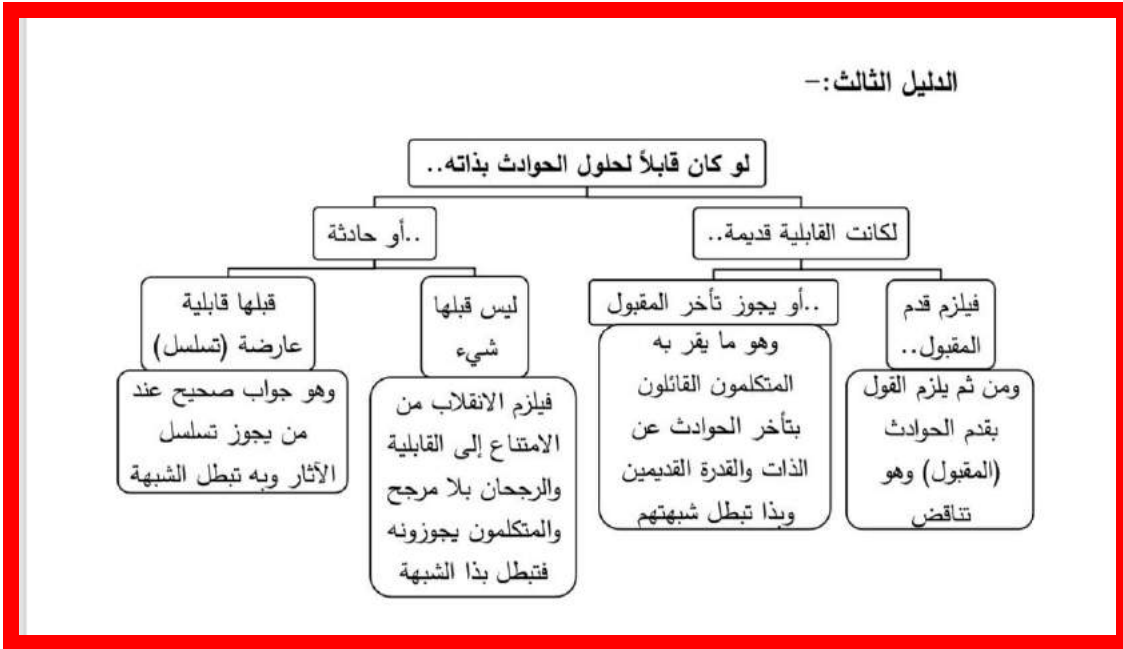 الدليل الثالث:-
لو كان قابلاً لحلول الحوادث بذاته..
لكانت القابلية قديمة..
..أو حادثة
فيلزم قدم
المقبول..
ومن ثم يلزم القول
بقدم الحوادث
(المقبول) وهو
تناقض
..أو يجوز تأخر المقبول
وهو ما يقر به
المتكلمون القائلون
بتأخر الحوادث عن
الذات والقدرة القديمين
وبذا تبطل شبهتهم
ليس قبلها
شيء
فيلزم الانقلاب من
الامتناع إلى القابلية
والرجحان بلا مرجح
والمتكلمون يجوزونه
فتبطل بذا الشبهة
قبلها قابلية
عارضة (تسلسل)
وهو جواب صحيح عند
من يجوز تسلسل
الآثار وبه تبطل الشبهة